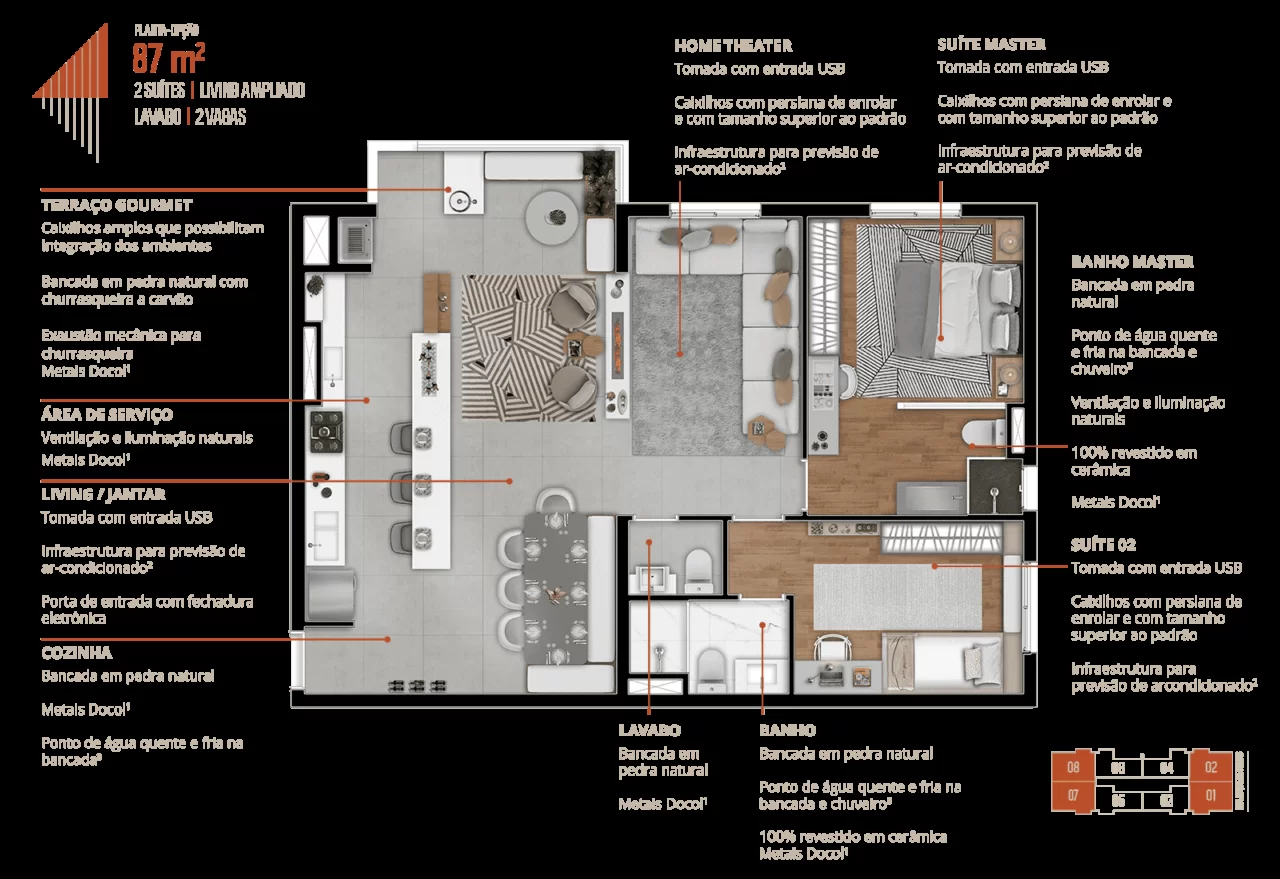 PLANTA-OPÇÃO
87 m²
2 SUÍTES | LIVING AMPLIADO
LAVABO | 2 VAGAS
HOME THEATER
Tomada com entrada USB
Caixilhos com persiana de enrolar
e com tamanho superior ao padrão
Infraestrutura para previsão de
ar-condicionado²
SUÍTE MASTER
Tomada com entrada USB
Caixilhos com persiana de enrolar e
com tamanho superior ao padrão
Infraestrutura para previsão de
ar-condicionado²
TERRAÇO GOURMET
Caixilhos amplos que possibilitam
integração dos ambientes
Bancada em pedra natural com
churrasqueira a carvão
Exaustão mecânica para
churrasqueira
Metais Docol¹
ÁREA DE SERVIÇO
Ventilação e iluminação naturais
Metais Docol¹
LIVING / JANTAR
Tomada com entrada USB
Infraestrutura para previsão de
ar-condicionado²
Porta de entrada com fechadura
eletrônica
COZINHA
Bancada em pedra natural
Metais Docol¹
Ponto de água quente e fria na
bancada³
BANHO MASTER
Bancada em pedra
natural
Ponto de água quente
e fria na bancada e
chuveiro³
Ventilação e iluminação
naturais
100% revestido em
cerâmica
Metais Docol¹
SUÍTE 02
Tomada com entrada USB
Caixilhos com persiana de
enrolar e com tamanho
superior ao padrão
Infraestrutura para
previsão de arcondicionado²
LAVABO
Bancada em
pedra natural
Metais Docol¹
BANHO
Bancada em pedra natural
Ponto de água quente e fria na
bancada e chuveiro³
100% revestido em cerâmica
Metais Docol¹
08 04 02
07 01